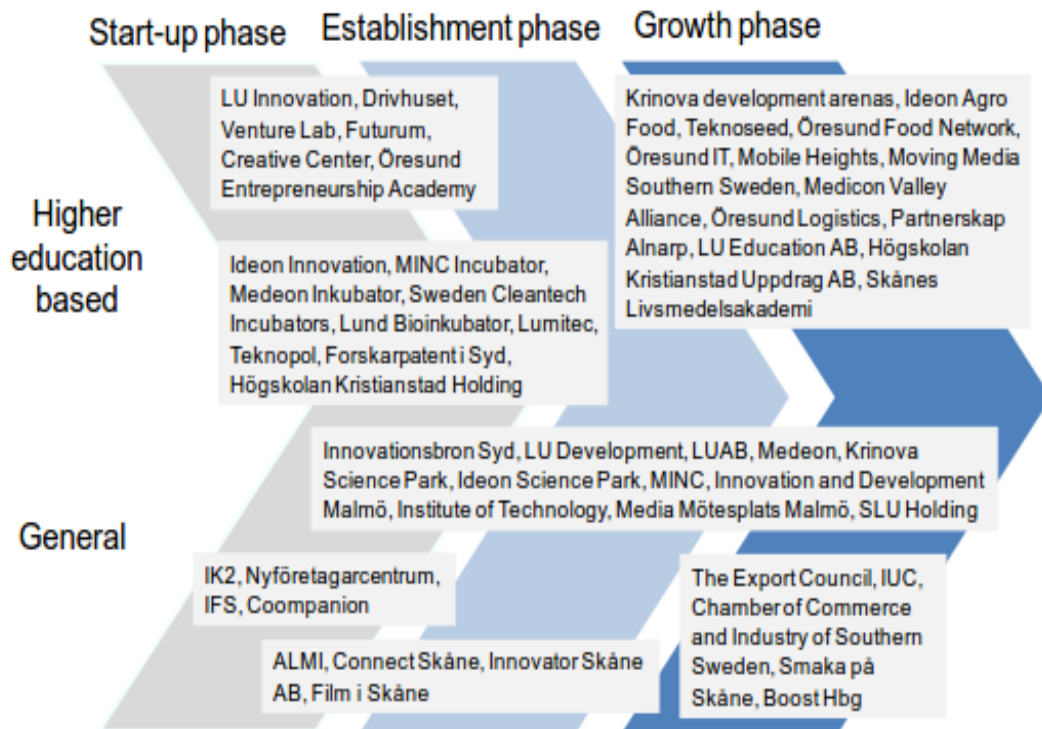 Start-up phase
Establishment phase
Growth phase
Higher
education
based
LU Innovation, Drivhuset,
Venture Lab, Futurum,
Creative Center, Öresund
Entrepreneurship Academy
Krinova development arenas, Ideon Agro
Food, Teknoseed, Öresund Food Network,
Öresund IT, Mobile Heights, Moving Media
Southern Sweden, Medicon Valley
Alliance, Öresund Logistics, Partnerskap
Alnarp, LU Education AB, Högskolan
Kristianstad Uppdrag AB, Skånes
Livsmedelsakademi
Ideon Innovation, MINC Incubator,
Medeon Inkubator, Sweden Cleantech
Incubators, Lund Bioinkubator, Lumitec,
Teknopol, Forskarpatent i Syd,
Högskolan Kristianstad Holding
Innovationsbron Syd, LU Development, LUAB, Medeon, Krinova
Science Park, Ideon Science Park, MINC, Innovation and Development
Malmö, Institute of Technology, Media Mötesplats Malmö, SLU Holding
General
IK2, Nyföretagarcentrum,
IFS, Coompanion
The Export Council, IUC,
Chamber of Commerce
and Industry of Southern
Sweden, Smaka på
Skåne, Boost Hbg
ALMI, Connect Skåne, Innovator Skåne
AB, Film i Skåne